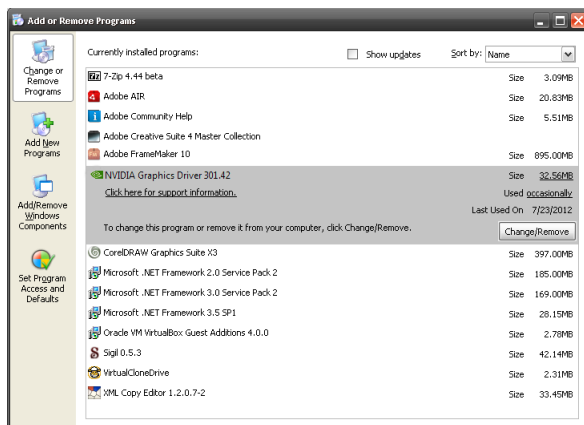 Add or Remove Programs
Change or
Remove
Programs
Add New
Programs
Add/Remove
Windows
Components
Set Program
Access and
Defaults
Currently installed programs: Show updates Sort by: Name
7-Zip 4.44 beta Size 3.09MB
Adobe AIR Size 20.83MB
Adobe Community Help Size 5.51MB
Adobe Creative Suite 4 Master Collection
Adobe FrameMaker 10 Size 895.00MB
NVIDIA Graphics Driver 301.42 Size 32.56MB
Click here for support information. Used occasionally
Last Used On 7/23/2012
To change this program or remove it from your computer, click Change/Remove. Change/Remove
CorelDRAW Graphics Suite X3 Size 397.00MB
Microsoft .NET Framework 2.0 Service Pack 2 Size 185.00MB
Microsoft .NET Framework 3.0 Service Pack 2 Size 169.00MB
Microsoft .NET Framework 3.5 SP1 Size 28.15MB
Oracle VM VirtualBox Guest Additions 4.0.0 Size 2.78MB
Sigil 0.5.3 Size 42.14MB
VirtualCloneDrive Size 2.31MB
XML Copy Editor 1.2.0.7-2 Size 33.45MB